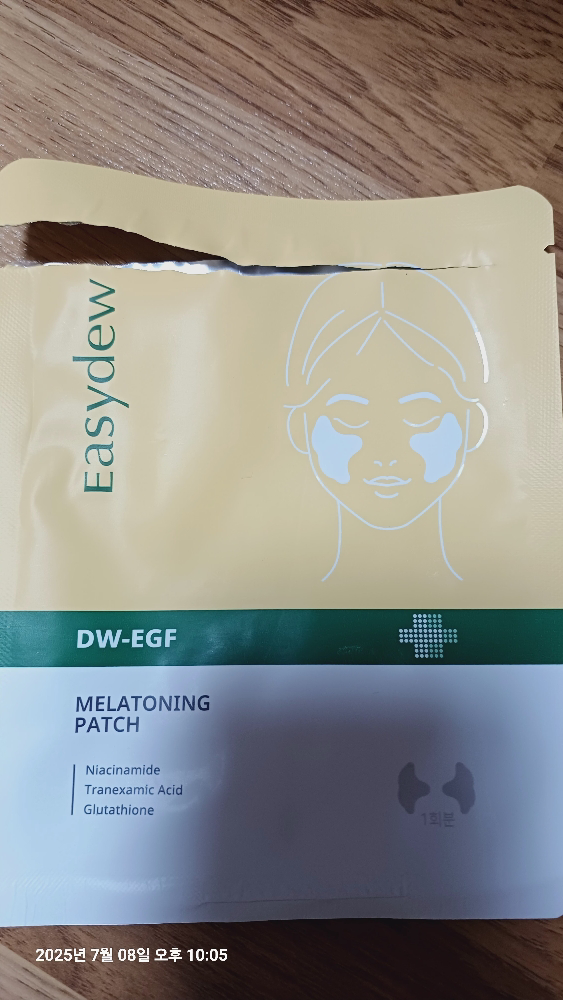 Easydew
DW-EGF
MELATONING
PATCH
Niacinamide
Tranexamic Acid
Glutathione
1회분
2025년 7월 08일 오후 10:05